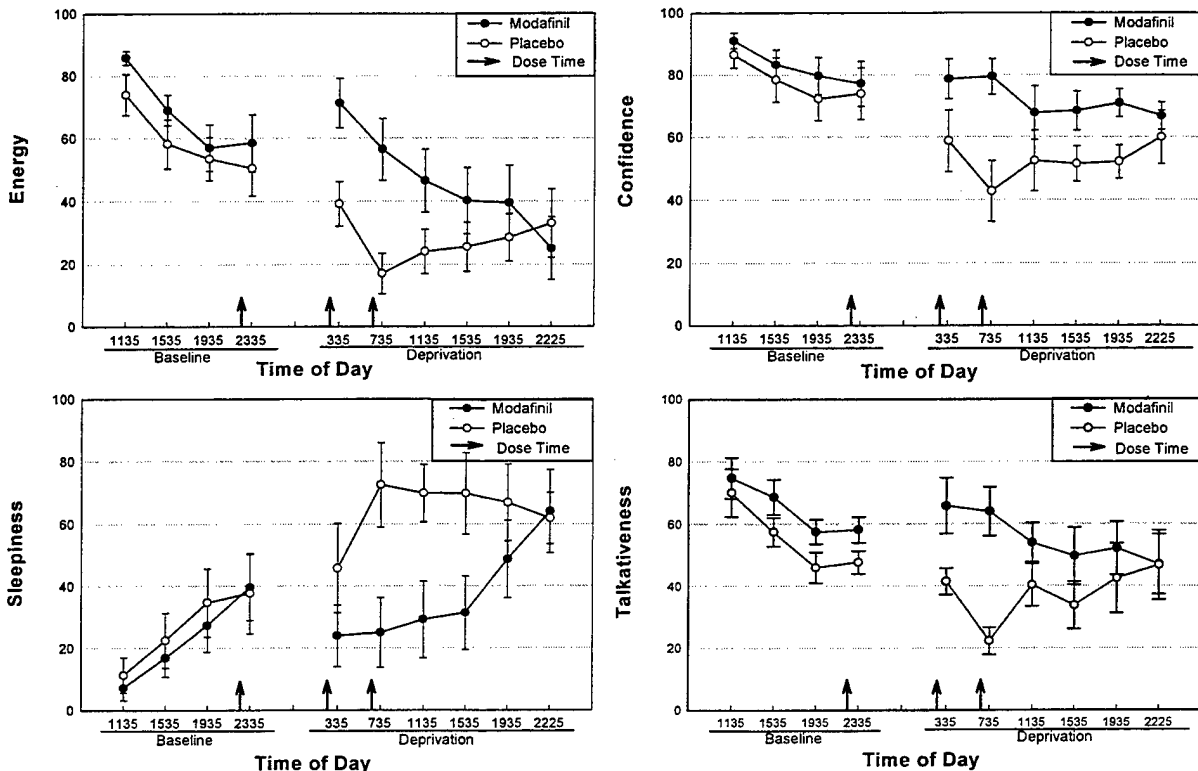 Modafinil
Placebo
Dose Time
100
80
60
40
20
0
Energy
1135 1535 1935 2335 335 735 1135 1535 1935 2225
Baseline Deprivation
Time of Day
Modafinil
Placebo
Dose Time
100
80
60
40
20
0
Confidence
1135 1535 1935 2335 335 735 1135 1535 1935 2225
Baseline Deprivation
Time of Day
Modafinil
Placebo
Dose Time
100
80
60
40
20
0
Sleepiness
1135 1535 1935 2335 335 735 1135 1535 1935 2225
Baseline Deprivation
Time of Day
Modafinil
Placebo
Dose Time
100
80
60
40
20
0
Talkativeness
1135 1535 1935 2335 335 735 1135 1535 1935 2225
Baseline Deprivation
Time of Day